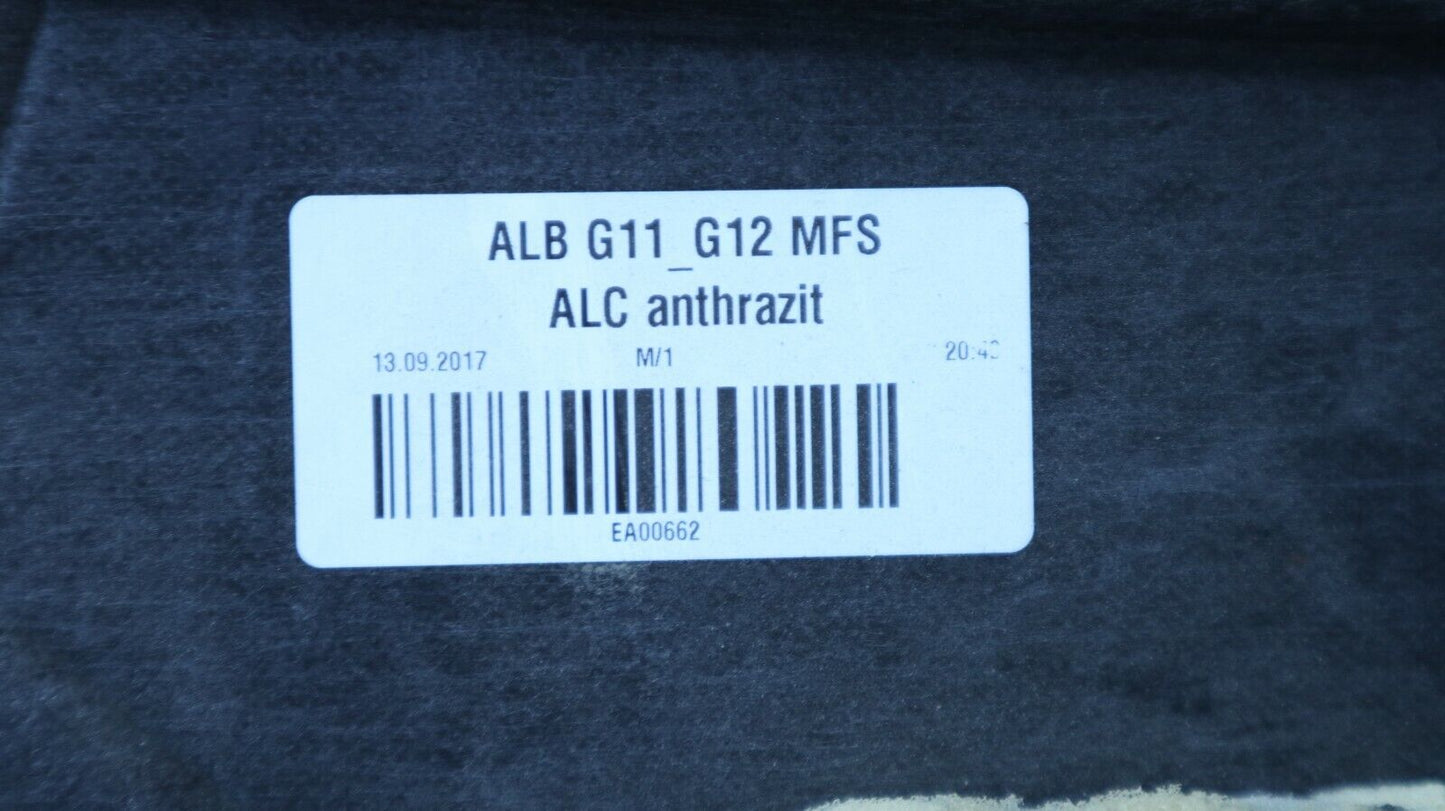 ALB G11_G12 MFS
ALC anthrazit
13.09.2017 M/1
EA00662